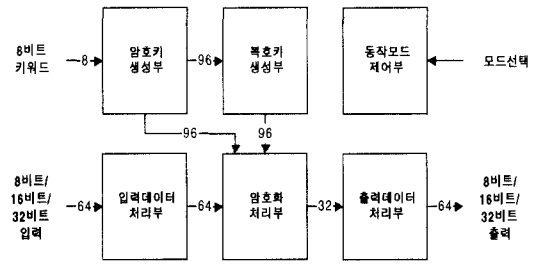 8비트
키워드
8
암호키
생성부
96
복호키
생성부
동작모드
제어부
모드선택
96
96
8비트/
16비트/
32비트
입력
64
입력데이터
처리부
64
암호화
처리부
32
출력데이터
처리부
64
8비트/
16비트/
32비트
출력